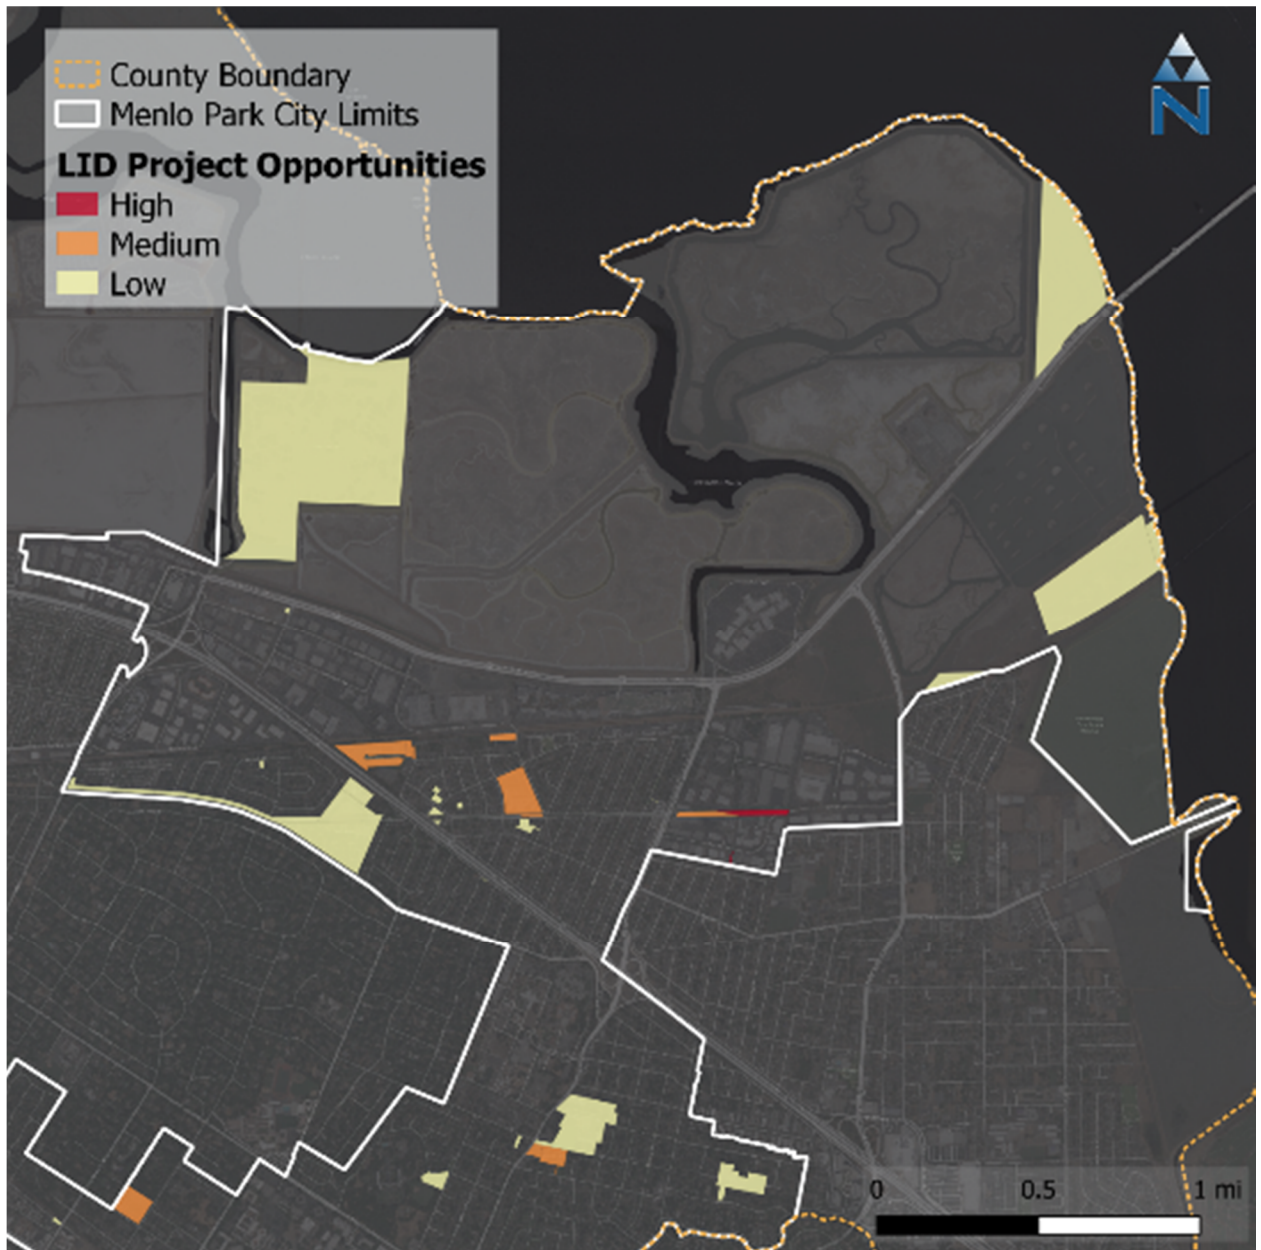 County Boundary
Menlo Park City Limits
LID Project Opportunities
High
Medium
Low
N
0 0.5 1 mi